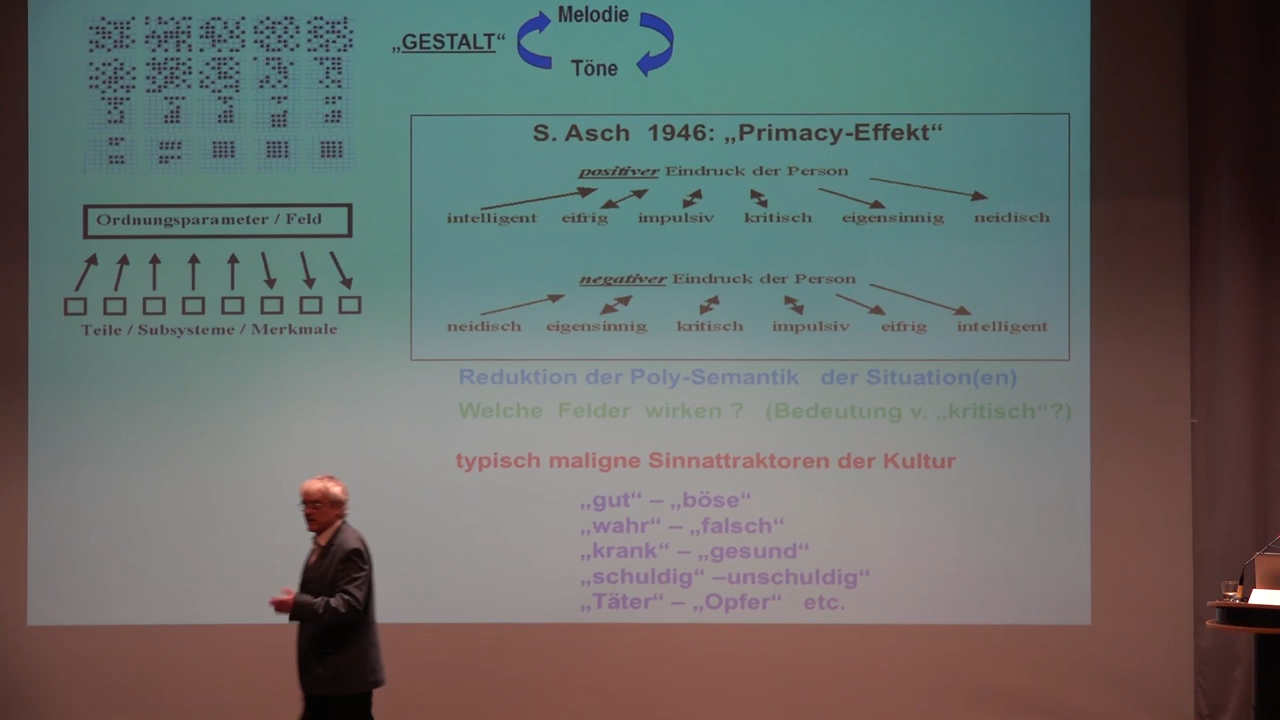 Melodie
„GESTALT“
Töne
S. Asch 1946: „Primacy-Effekt“
positiver Eindruck der Person
intelligent eifrig impulsiv kritisch eigensinnig neidisch
negativer Eindruck der Person
neidisch eigensinnig kritisch impulsiv eifrig intelligent
Ordnungsparameter / Feld
Teile / Subsysteme / Merkmale
Reduktion der Poly-Semantik der Situation(en)
Welche Felder wirken ? (Bedeutung v. „kritisch“?)
typisch maligne Sinnattraktoren der Kultur
„gut“ – „böse“
„wahr“ – „falsch“
„krank“ – „gesund“
„schuldig“ –unschuldig“
„Täter“ – „Opfer“ etc.